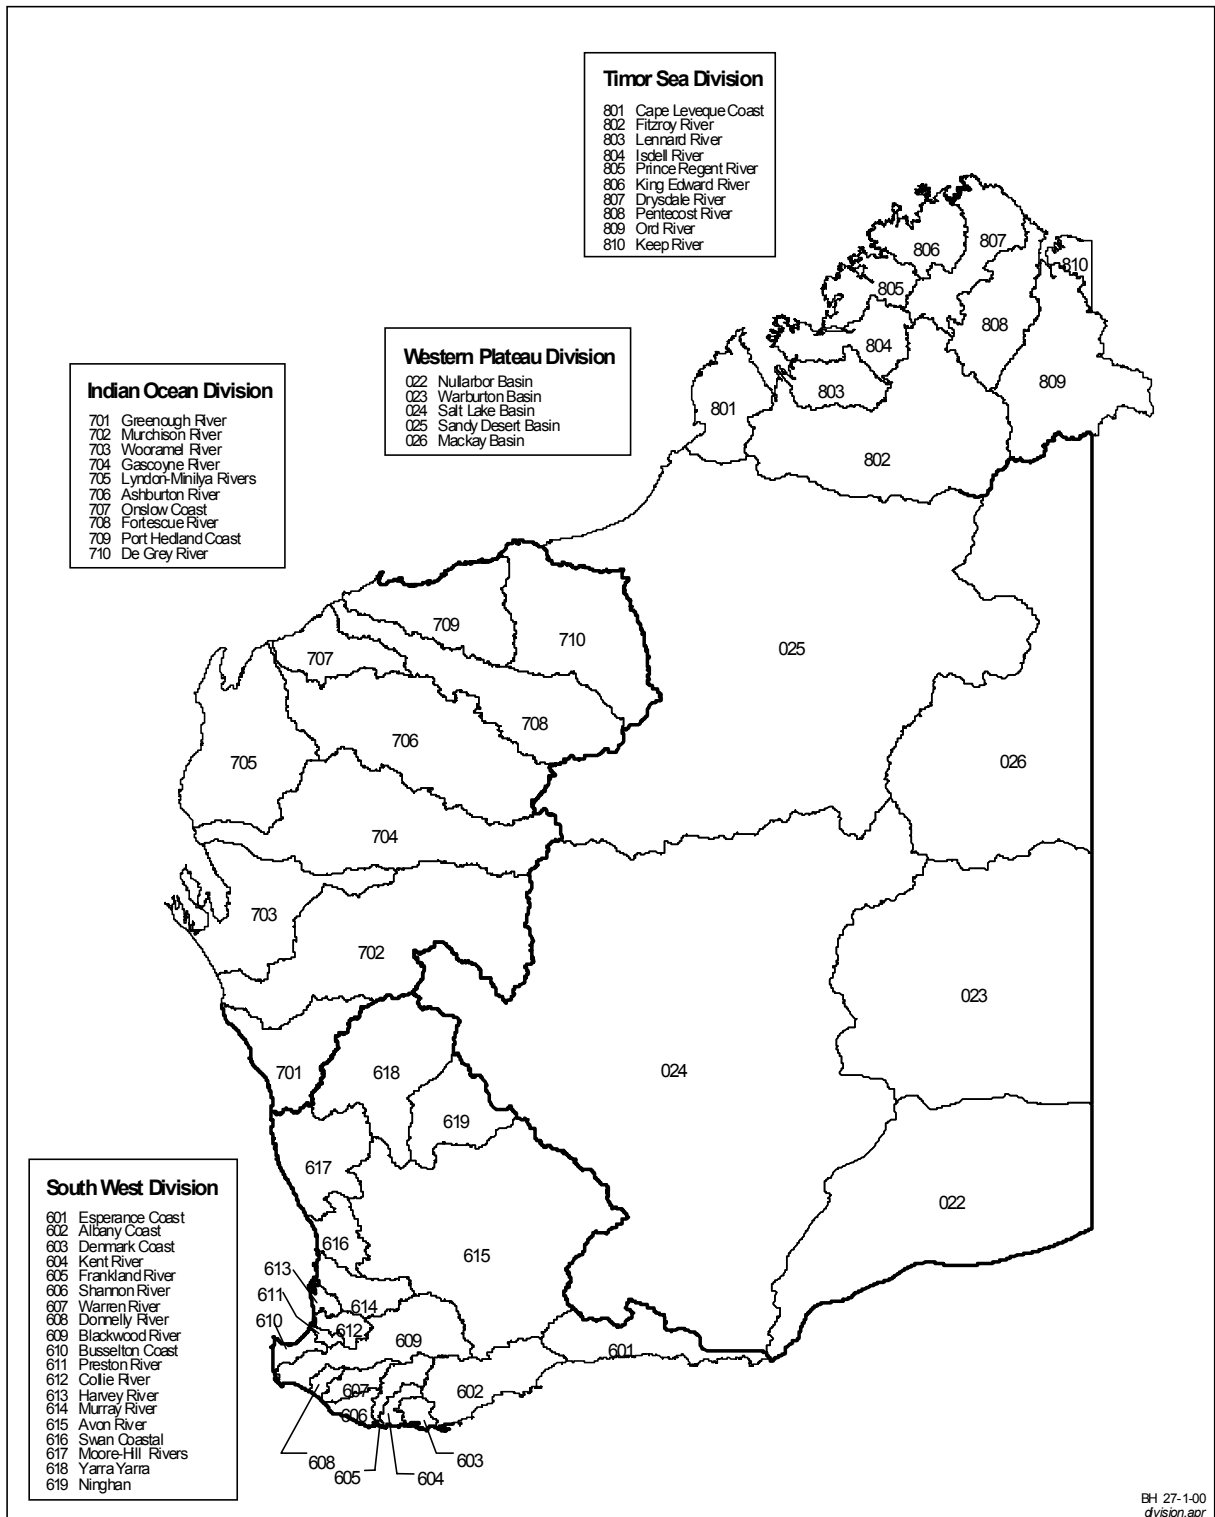 Timor Sea Division
801 Cape Leveque Coast
802 Fitzroy River
803 Lennard River
804 Isdell River
805 Prince Regent River
806 King Edward River
807 Drysdale River
808 Pentecost River
809 Ord River
810 Keep River
Western Plateau Division
022 Nullarbor Basin
023 Warburton Basin
024 Salt Lake Basin
025 Sandy Desert Basin
026 Mackay Basin
Indian Ocean Division
701 Greenough River
702 Murchison River
703 Wooramel River
704 Gascoyne River
705 Lyndon-Minilya Rivers
706 Ashburton River
707 Onslow Coast
708 Fortescue River
709 Port Hedland Coast
710 De Grey River
South West Division
601 Esperance Coast
602 Albany Coast
603 Denmark Coast
604 Kent River
605 Frankland River
606 Shannon River
607 Warren River
608 Donnelly River
609 Blackwood River
610 Busselton Coast
611 Preston River
612 Collie River
613 Harvey River
614 Murray River
615 Avon River
616 Swan Coastal
617 Moore-Hill Rivers
618 Yarra Yarra
619 Ninghan
807
806
810
805
808
804
809
803
801
802
709
710
025
707
708
706
705
026
704
703
702
023
701
618
024
619
617
022
616
615
613
611
614
610
612
609
601
607
602
606
608
605
604
603
BH 27-1-00
division.apr